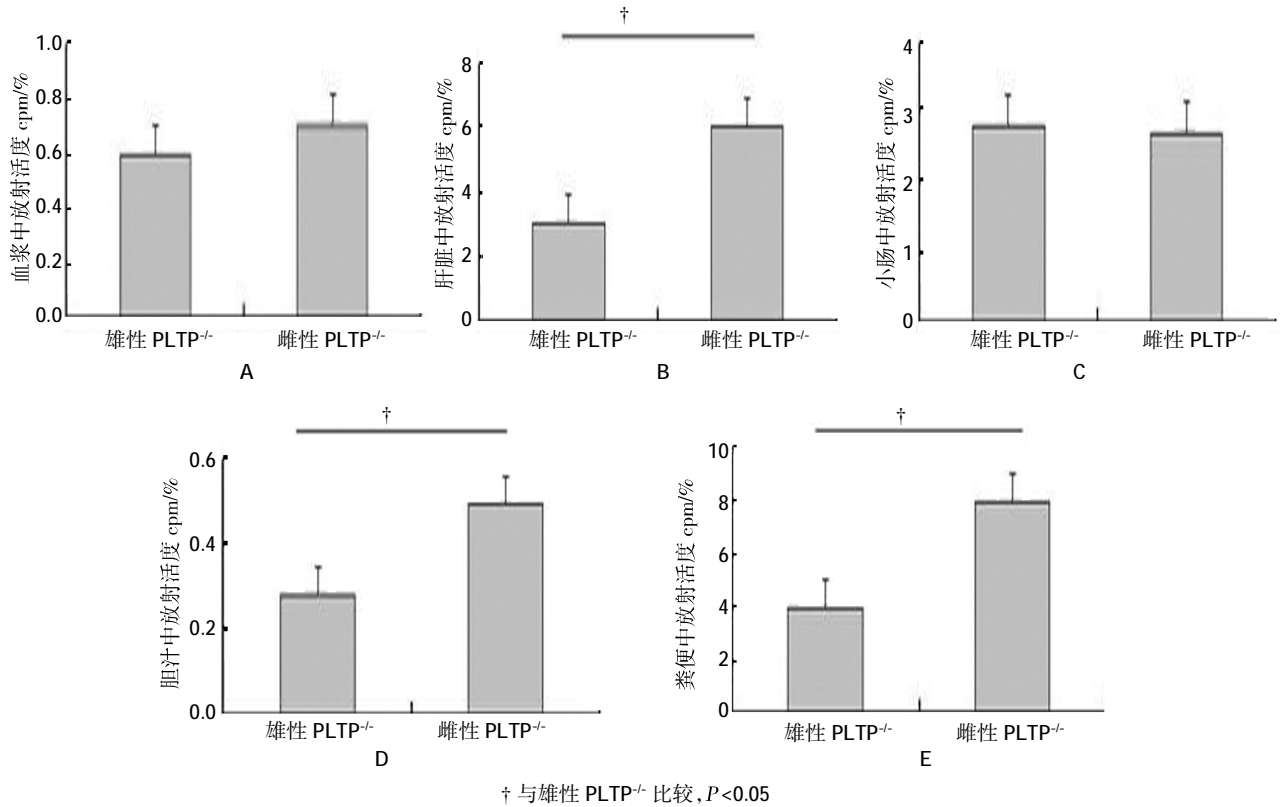 血浆中放射活度 cpm/%
1.0
0.8
0.6
0.4
0.2
0.0
雄性 PLTP-/-
雌性 PLTP-/-
A
†
肝脏中放射活度 cpm/%
8
6
4
2
0
雄性 PLTP-/-
雌性 PLTP-/-
B
小肠中放射活度 cpm/%
4
3
2
1
0
雄性 PLTP-/-
雌性 PLTP-/-
C
†
胆汁中放射活度 cpm/%
0.6
0.4
0.2
0.0
雄性 PLTP-/-
雌性 PLTP-/-
D
†
粪便中放射活度 cpm/%
10
8
6
4
2
0
雄性 PLTP-/-
雌性 PLTP-/-
E
† 与雄性 PLTP-/- 比较,P<0.05